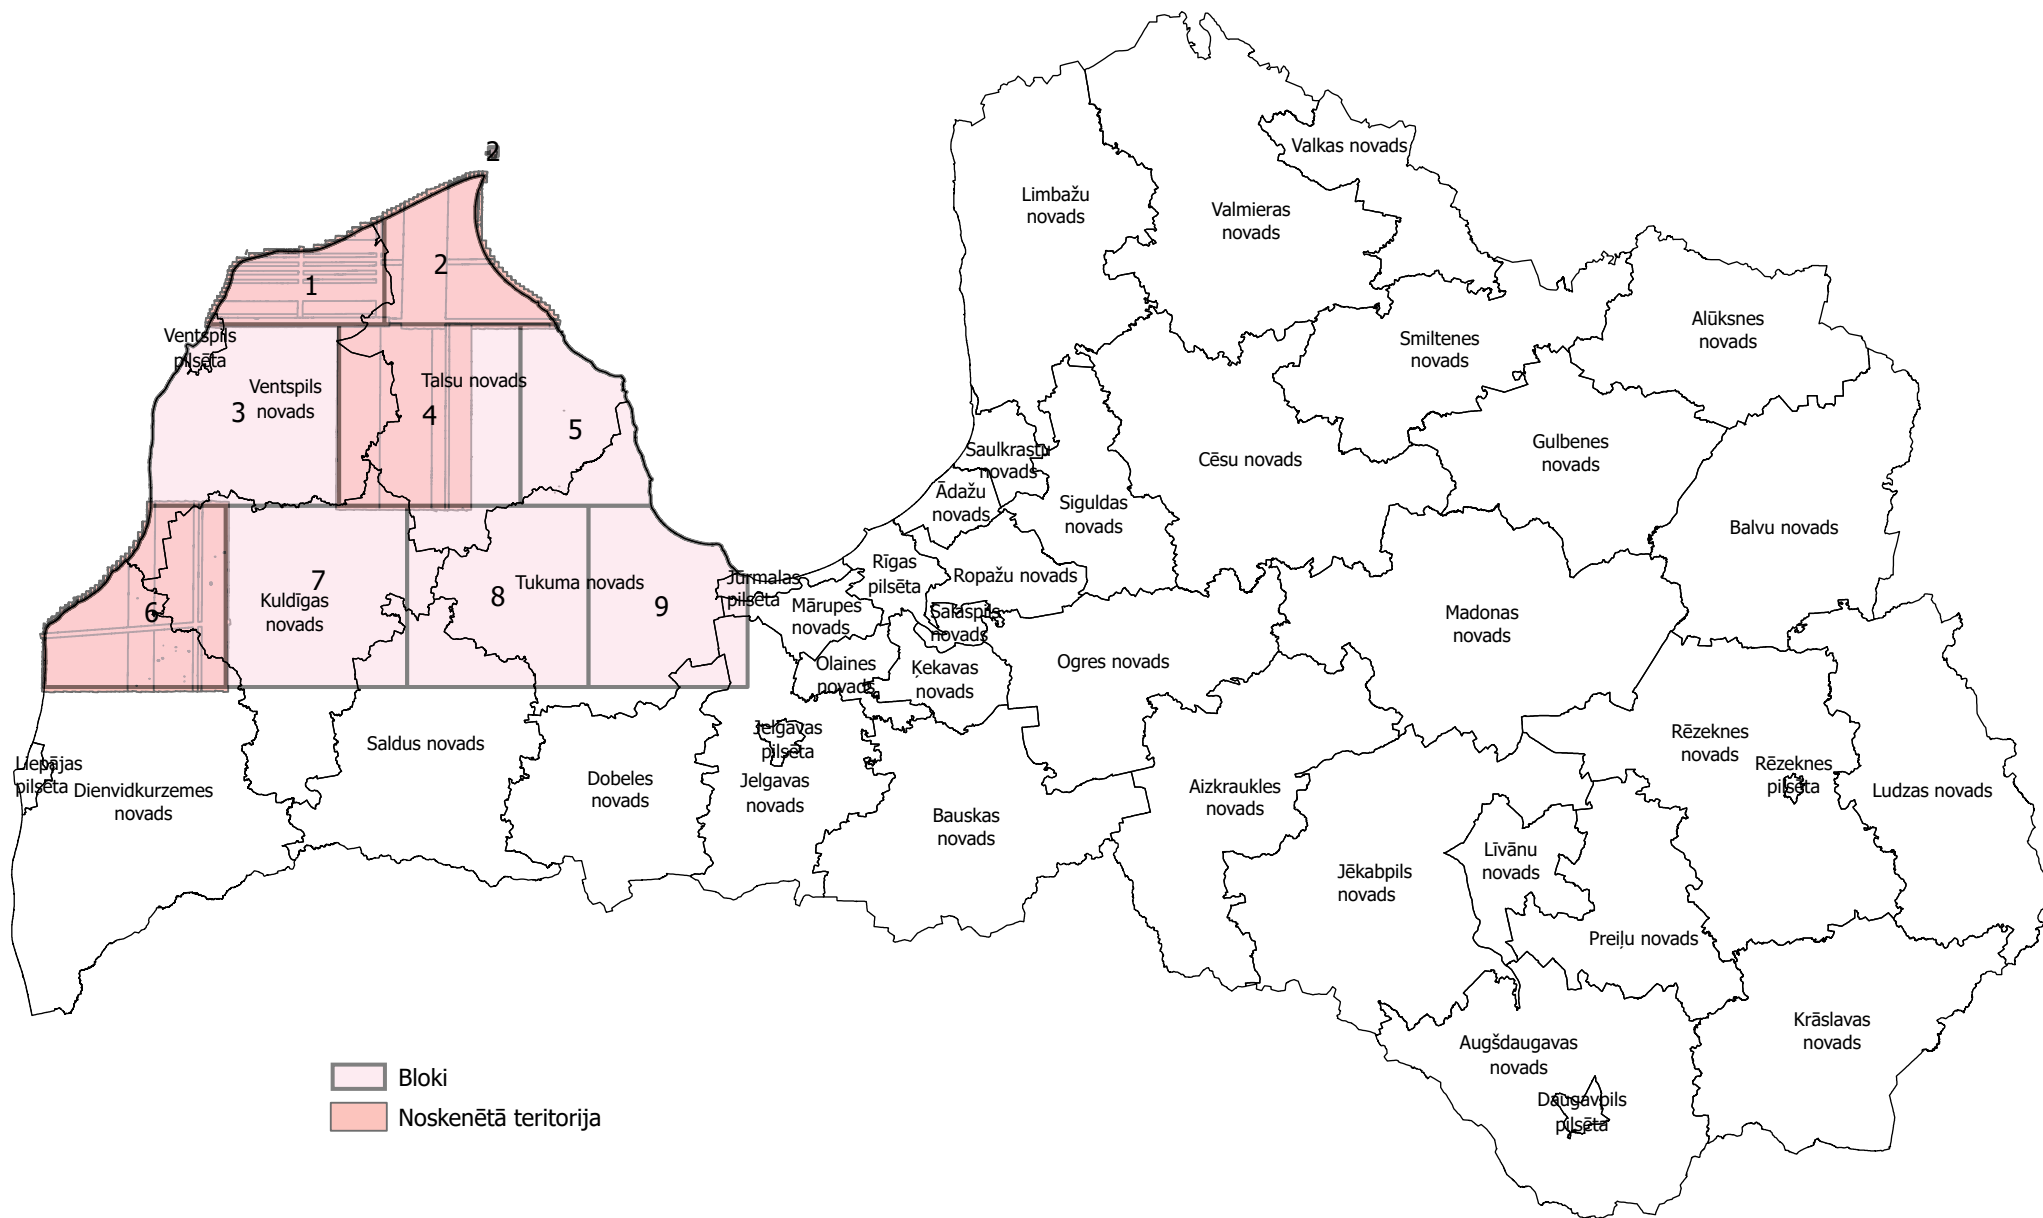 2
Valkas novads
Limbažu
novads
Valmieras
novads
2
1
Ventspils
pilsēta
Alūksnes
novads
Smiltenes
novads
Talsu novads
Ventspils
novads
3
4
5
Gulbenes
novads
Saulkrastu
novads
Cēsu novads
Ādažu
novads
Siguldas
novads
Balvu novads
Rīgas
pilsēta
Ropažu novads
7
Kuldīgas
novads
8
Tukuma novads
9
6
Jūrmalas
pilsēta
Mārupes
novads
Salaspils
novads
Madonas
novads
Olaines
novads
Ķekavas
novads
Ogres novads
Saldus novads
Jelgavas
pilsēta
Rēzeknes
novads
Liepājas
pilsēta
Dienvidkurzemes
novads
Dobeles
novads
Jelgavas
novads
Bauskas
novads
Aizkraukles
novads
Rēzeknes
pilsēta
Ludzas novads
Līvānu
novads
Jēkabpils
novads
Preiļu novads
Krāslavas
novads
Augšdaugavas
novads
Daugavpils
pilsēta
Bloki
Noskenētā teritorija